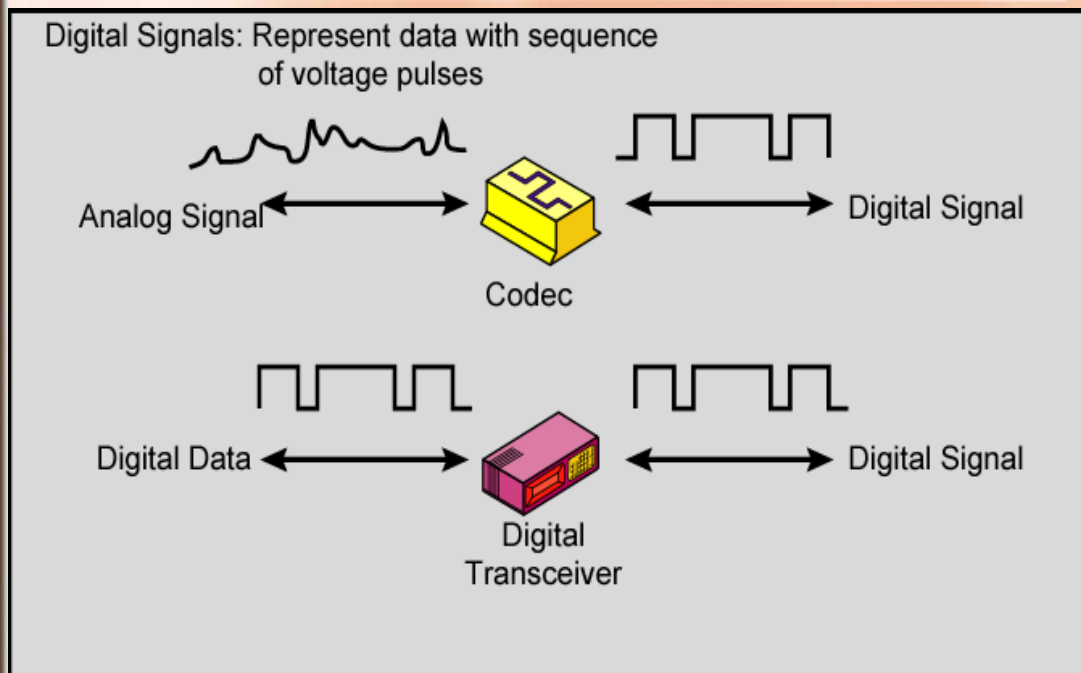 Digital Signals: Represent data with sequence
of voltage pulses
Analog Signal
Digital Signal
Codec
Digital Data
Digital Signal
Digital
Transceiver